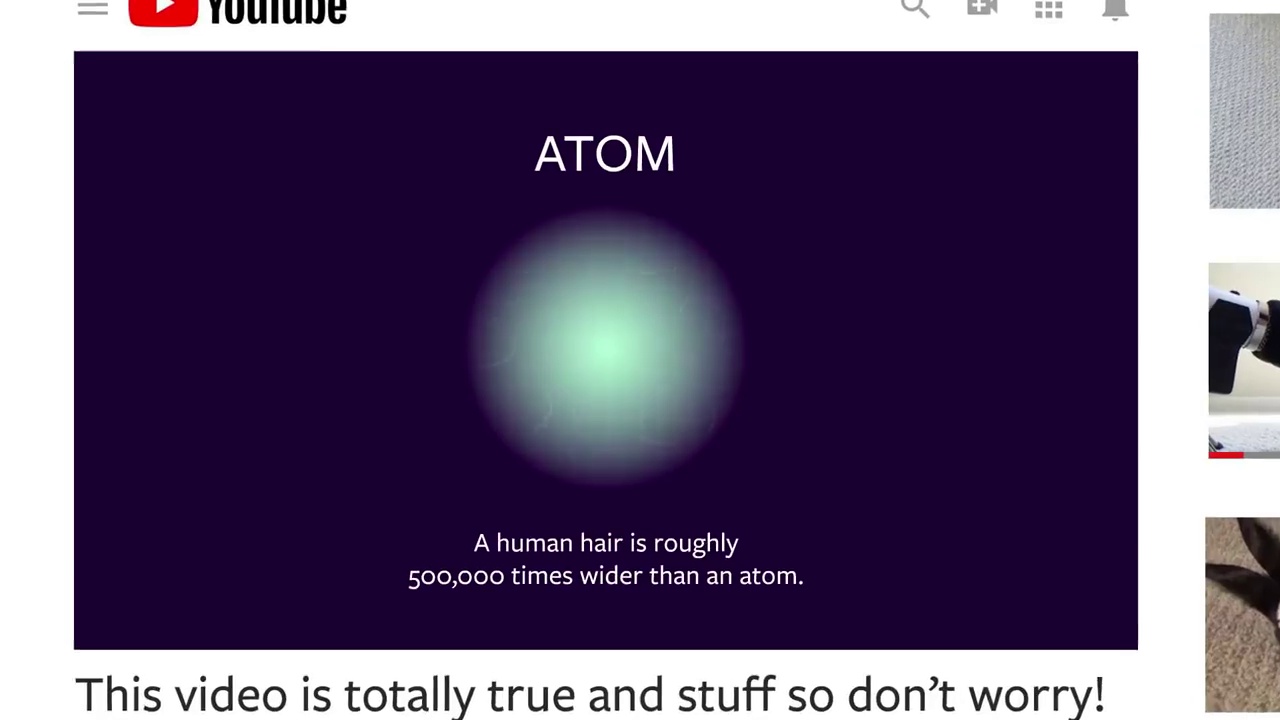 YouTube
ATOM
A human hair is roughly
500,000 times wider than an atom.
This video is totally true and stuff so don't worry!